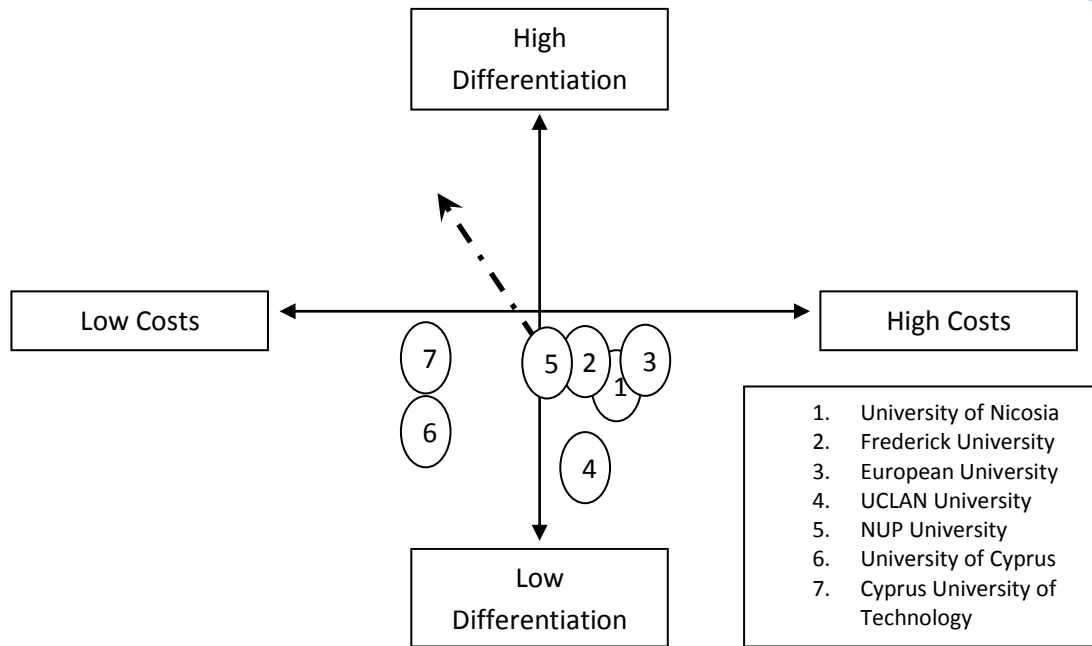 High
Differentiation
Low Costs
High Costs
7
5
2
1
3
6
4
1. University of Nicosia
2. Frederick University
3. European University
4. UCLAN University
5. NUP University
6. University of Cyprus
7. Cyprus University of
Technology
Low
Differentiation